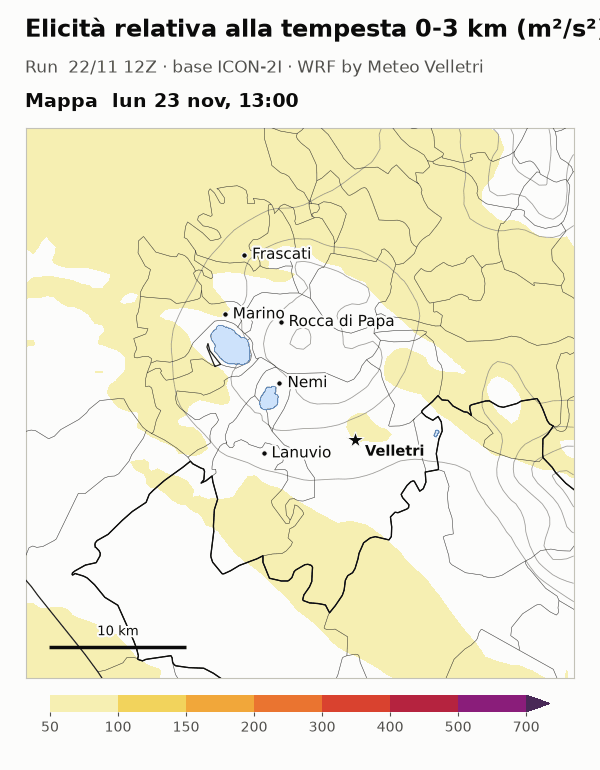 Elicità relativa alla tempesta 0-3 km (m²/s²)
Run 22/11 12Z · base ICON-2I · WRF by Meteo Velletri
Mappa lun 23 nov, 13:00
Frascati
Marino
Rocca di Papa
Nemi
Velletri
Lanuvio
10 km
50 100 150 200 300 400 500 700